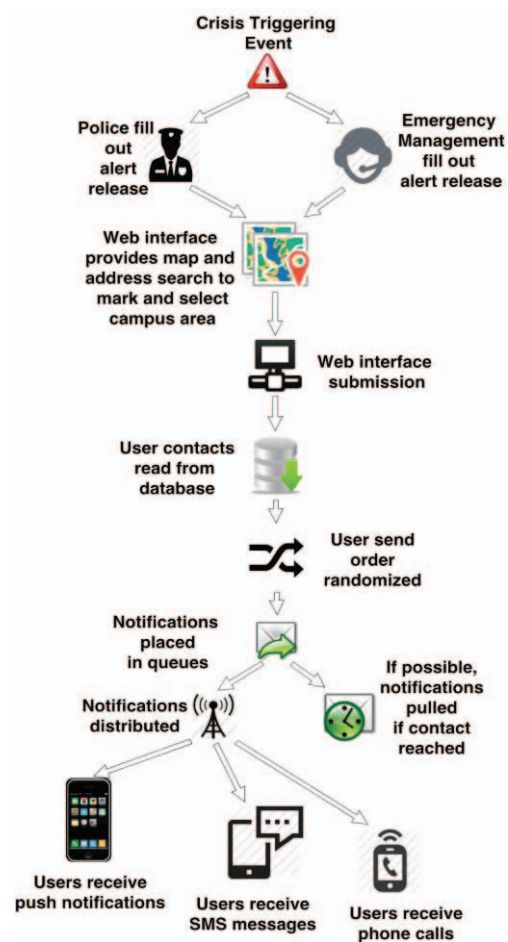 Crisis Triggering
Event
Police fill
out
alert
release
Emergency
Management
fill out
alert release
Web interface
provides map and
address search to
mark and select
campus area
Web interface
submission
User contacts
read from
database
User send
order
randomized
Notifications
placed
in queues
If possible,
notifications
pulled
if contact
reached
Notifications
distributed
Users receive
push notifications
Users receive
SMS messages
Users receive
phone calls